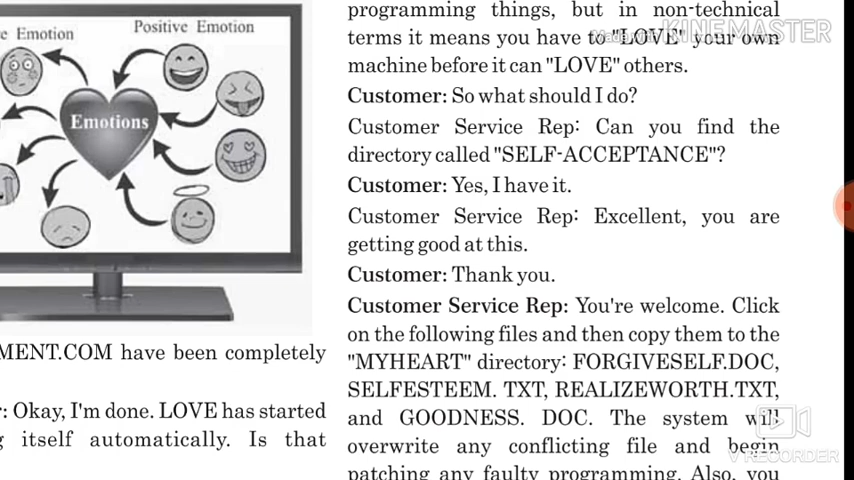 e Emotion
Positive Emotion
Emotions
MENT.COM have been completely
: Okay, I'm done. LOVE has started
g itself automatically. Is that
programming things, but in non-technical
terms it means you have to "LOVE" your own
machine before it can "LOVE" others.
Customer: So what should I do?
Customer Service Rep: Can you find the
directory called "SELF-ACCEPTANCE"?
Customer: Yes, I have it.
Customer Service Rep: Excellent, you are
getting good at this.
Customer: Thank you.
Customer Service Rep: You're welcome. Click
on the following files and then copy them to the
"MYHEART" directory: FORGIVESELF.DOC,
SELFESTEEM. TXT, REALIZEWORTH.TXT,
and GOODNESS. DOC. The system will
overwrite any conflicting file and begin
patching any faulty programming. Also, you
KINEMASTER
RECORDER